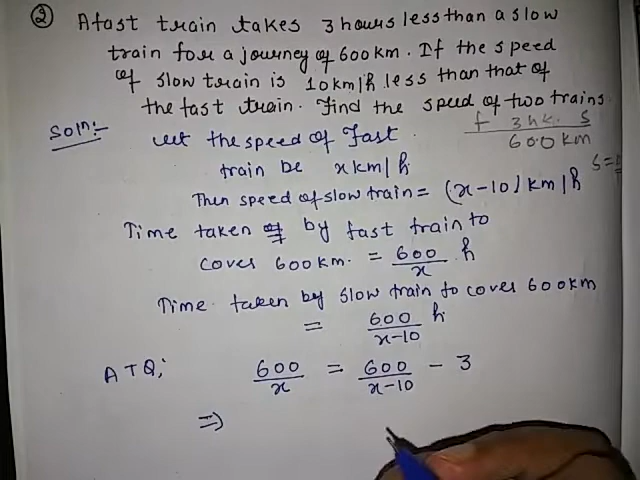 ② A fast train takes 3 hours less than a slow
train for a journey of 600 km. If the speed
of slow train is 10 km/h less than that of
the fast train. Find the speed of two trains.
Soln:- Let the speed of Fast
f 3 hr. s
600 km
train be x km/h
S =
Then speed of slow train = (x-10) km/h
Time taken by fast train to
cover 600 km. = 600/x h
Time taken by slow train to cover 600 km
= 600/x-10 h
ATQ; 600/x = 600/x-10 - 3
⇒